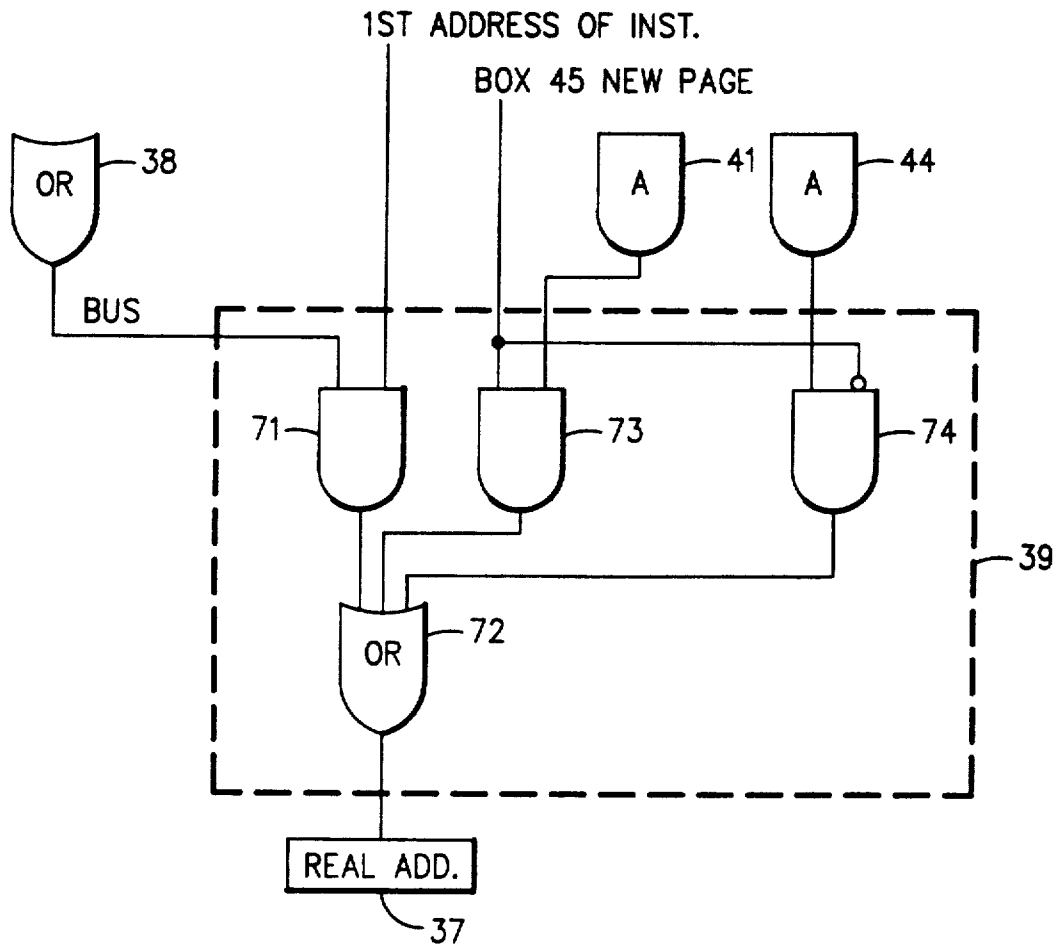 1ST ADDRESS OF INST.
BOX 45 NEW PAGE
OR
38
A
41
A
44
BUS
71
73
74
39
OR
72
REAL ADD.
37